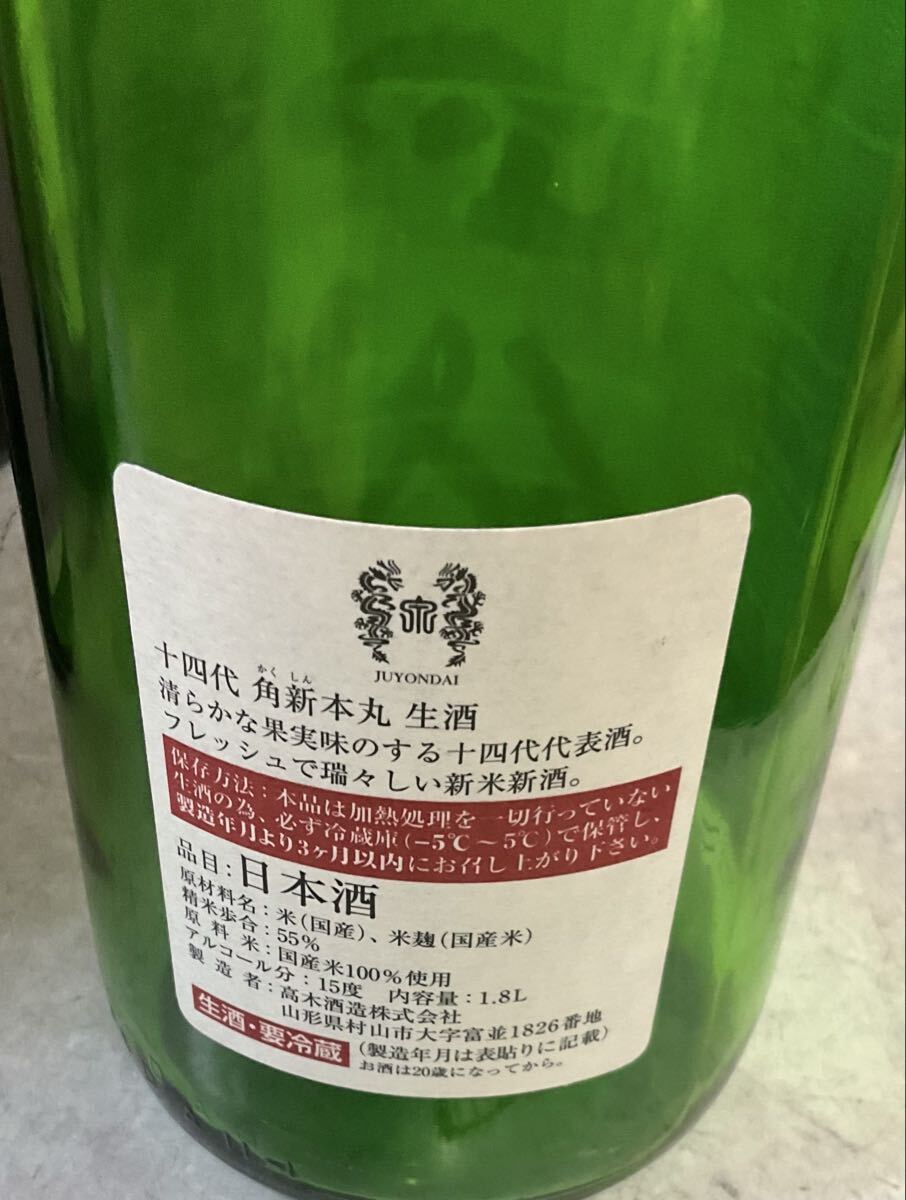 JUYONDAI
かくしん
十四代 角新本丸 生酒
清らかな果実味のする十四代代表酒。
フレッシュで瑞々しい新米新酒。
保存方法：本品は加熱処理を一切行っていない
生酒の為、必ず冷蔵庫(−5℃～5℃)で保管し、
製造年月より3ヶ月以内にお召し上がり下さい。
品目：日本酒
原材料名：米(国産)、米麹(国産米)
精米歩合：55%
原料米：国産米100%使用
アルコール分：15度 内容量：1.8L
製造者：高木酒造株式会社
山形県村山市大字富並1826番地
生酒・要冷蔵 (製造年月は表貼りに記載)
お酒は20歳になってから。